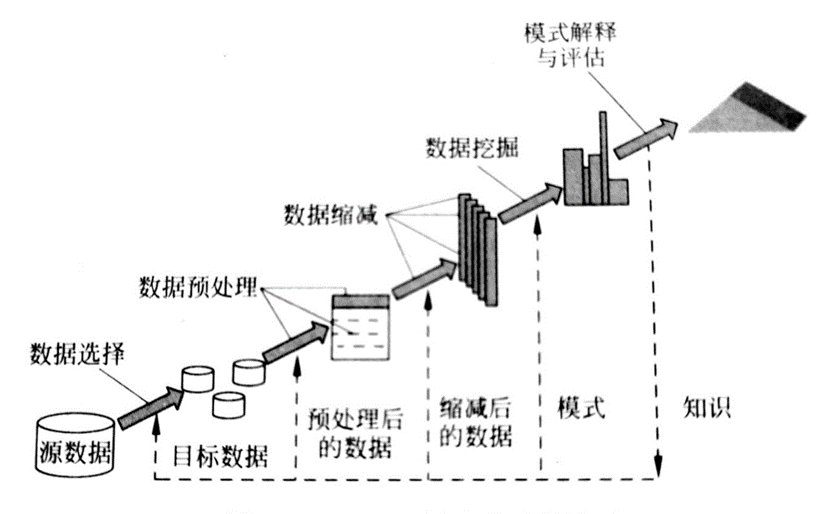 模式解释
与评估
数据挖掘
数据缩减
数据预处理
数据选择
源数据
目标数据
预处理后
的数据
缩减后
的数据
模式
知识